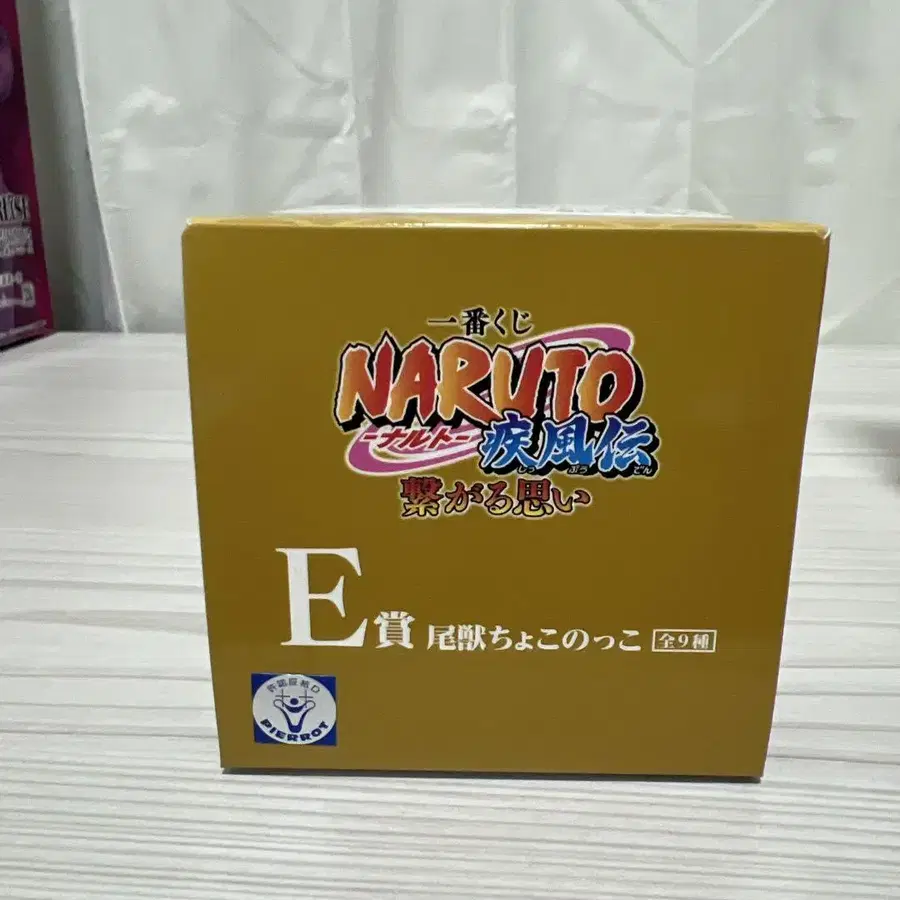 一番くじ
NARUTO
-ナルト-
疾風伝
しっぷうでん
繋がる思い
E賞 尾獣ちょこのっこ 全9種
PIERROT